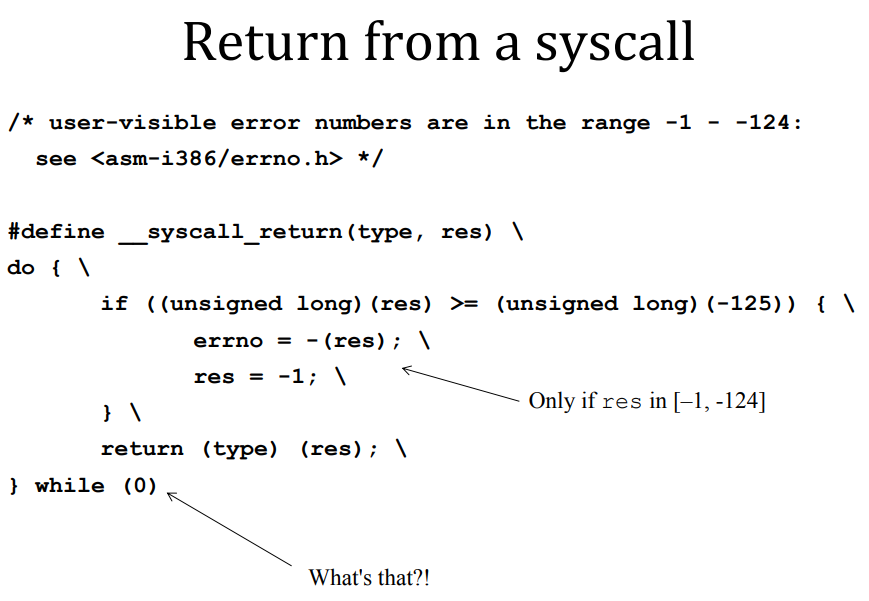 Return from a syscall
/* user-visible error numbers are in the range -1 - -124:
see <asm-i386/errno.h> */
#define __syscall_return(type, res) \
do { \
if ((unsigned long)(res) >= (unsigned long)(-125)) { \
errno = -(res); \
res = -1; \
Only if res in [–1, -124]
} \
return (type) (res); \
} while (0)
What's that?!